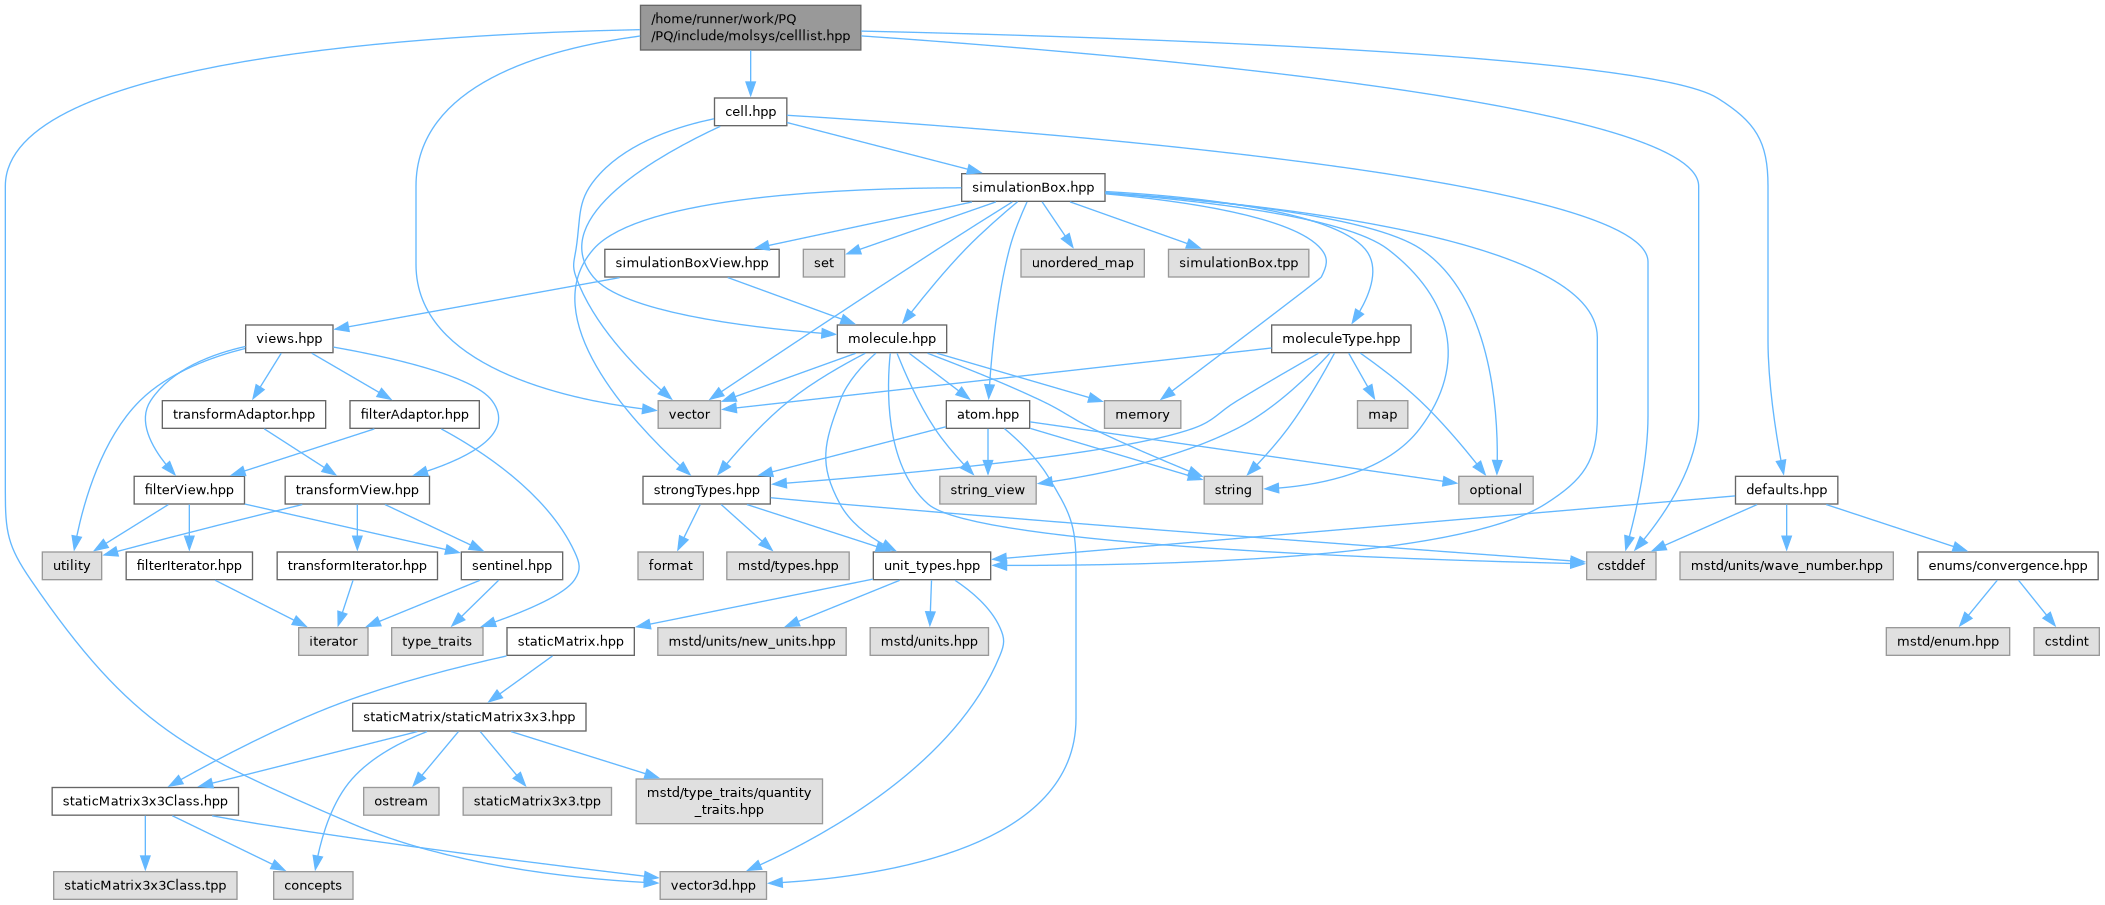 /home/runner/work/PQ
/PQ/include/molsys/celllist.hpp
cell.hpp
simulationBox.hpp
simulationBoxView.hpp
set
unordered_map
simulationBox.tpp
views.hpp
molecule.hpp
moleculeType.hpp
transformAdaptor.hpp
filterAdaptor.hpp
vector
atom.hpp
memory
map
filterView.hpp
transformView.hpp
strongTypes.hpp
string_view
string
optional
defaults.hpp
utility
filterIterator.hpp
transformIterator.hpp
sentinel.hpp
format
mstd/types.hpp
unit_types.hpp
cstddef
mstd/units/wave_number.hpp
enums/convergence.hpp
iterator
type_traits
staticMatrix.hpp
mstd/units/new_units.hpp
mstd/units.hpp
mstd/enum.hpp
cstdint
staticMatrix/staticMatrix3x3.hpp
staticMatrix3x3Class.hpp
ostream
staticMatrix3x3.tpp
mstd/type_traits/quantity
_traits.hpp
staticMatrix3x3Class.tpp
concepts
vector3d.hpp